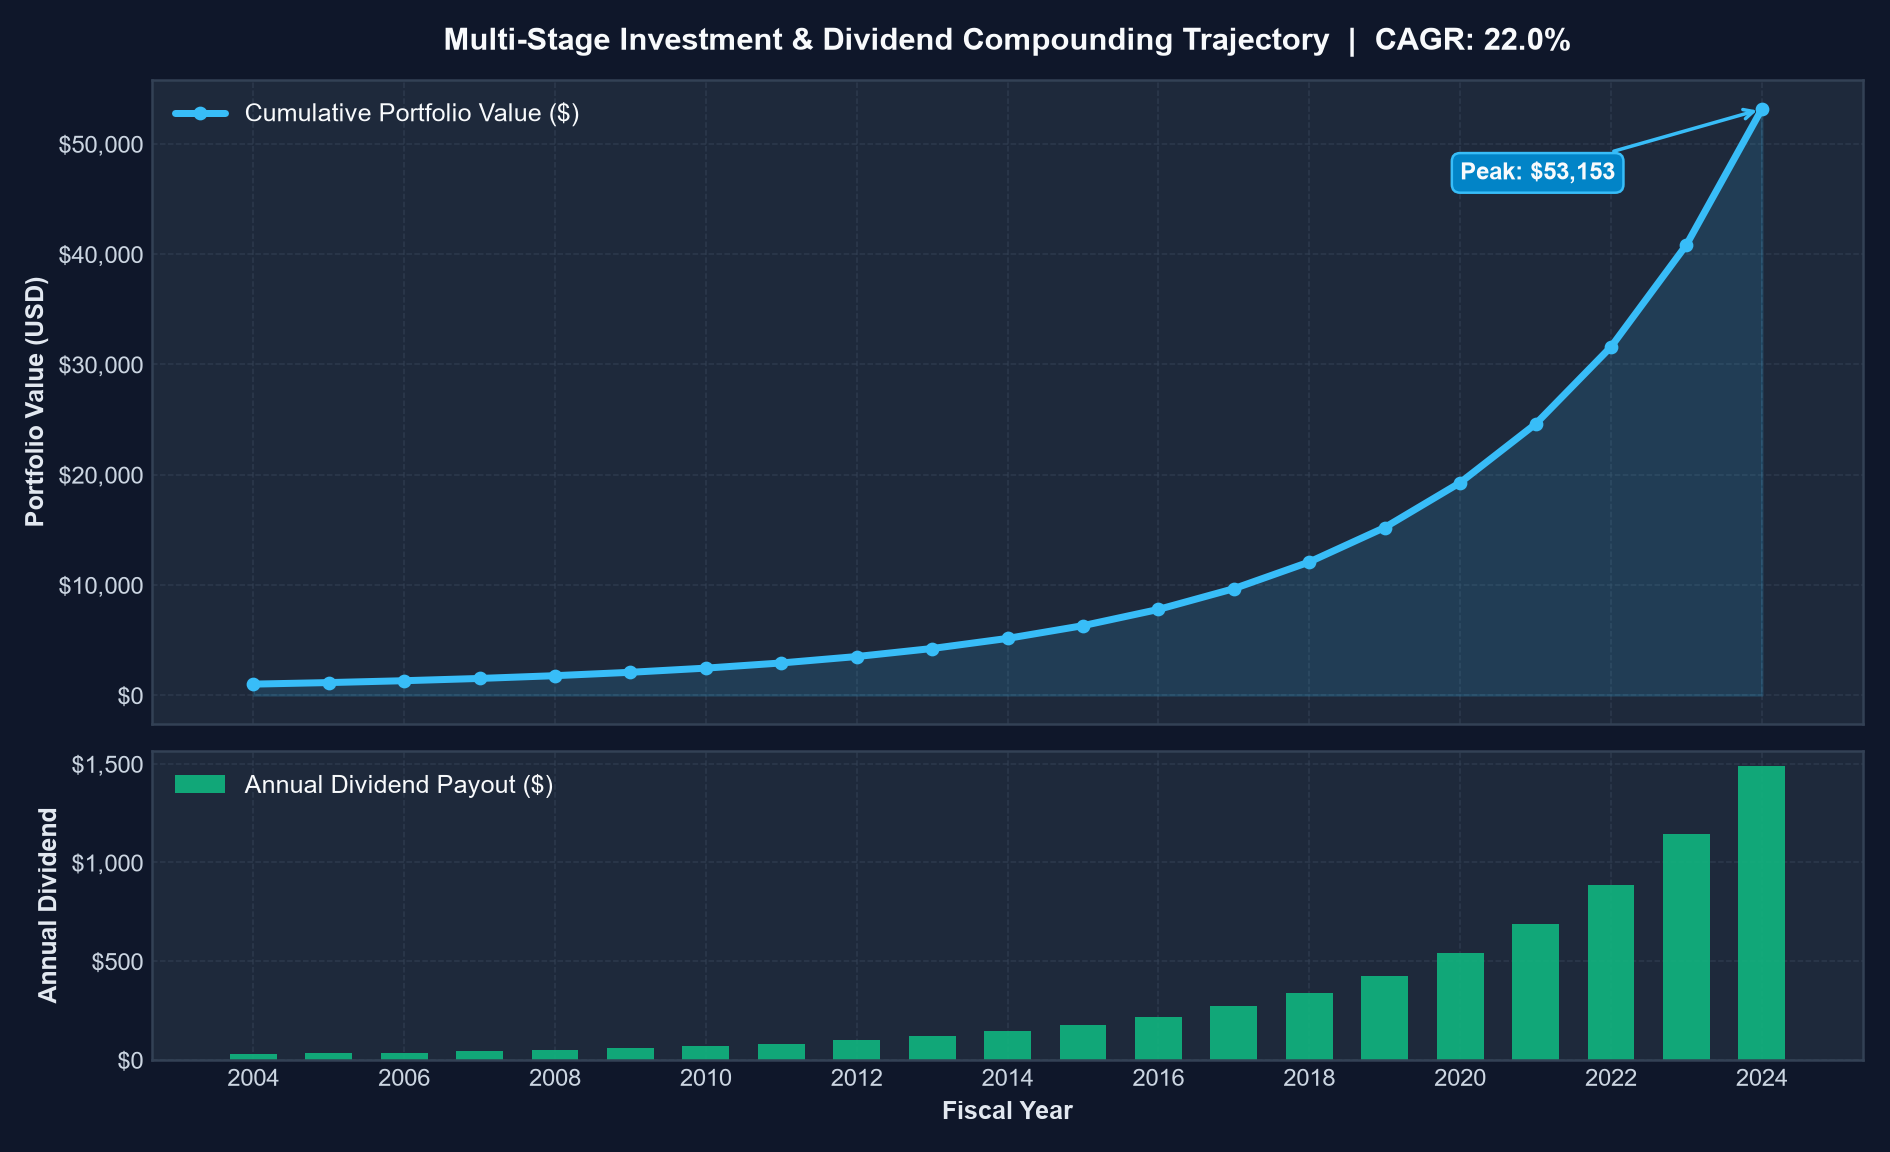 Multi-Stage Investment & Dividend Compounding Trajectory | CAGR: 22.0%
Cumulative Portfolio Value ($)
Peak: $53,153
Portfolio Value (USD)
$50,000
$40,000
$30,000
$20,000
$10,000
$0
Annual Dividend Payout ($)
Annual Dividend
$1,500
$1,000
$500
$0
2004 2006 2008 2010 2012 2014 2016 2018 2020 2022 2024
Fiscal Year